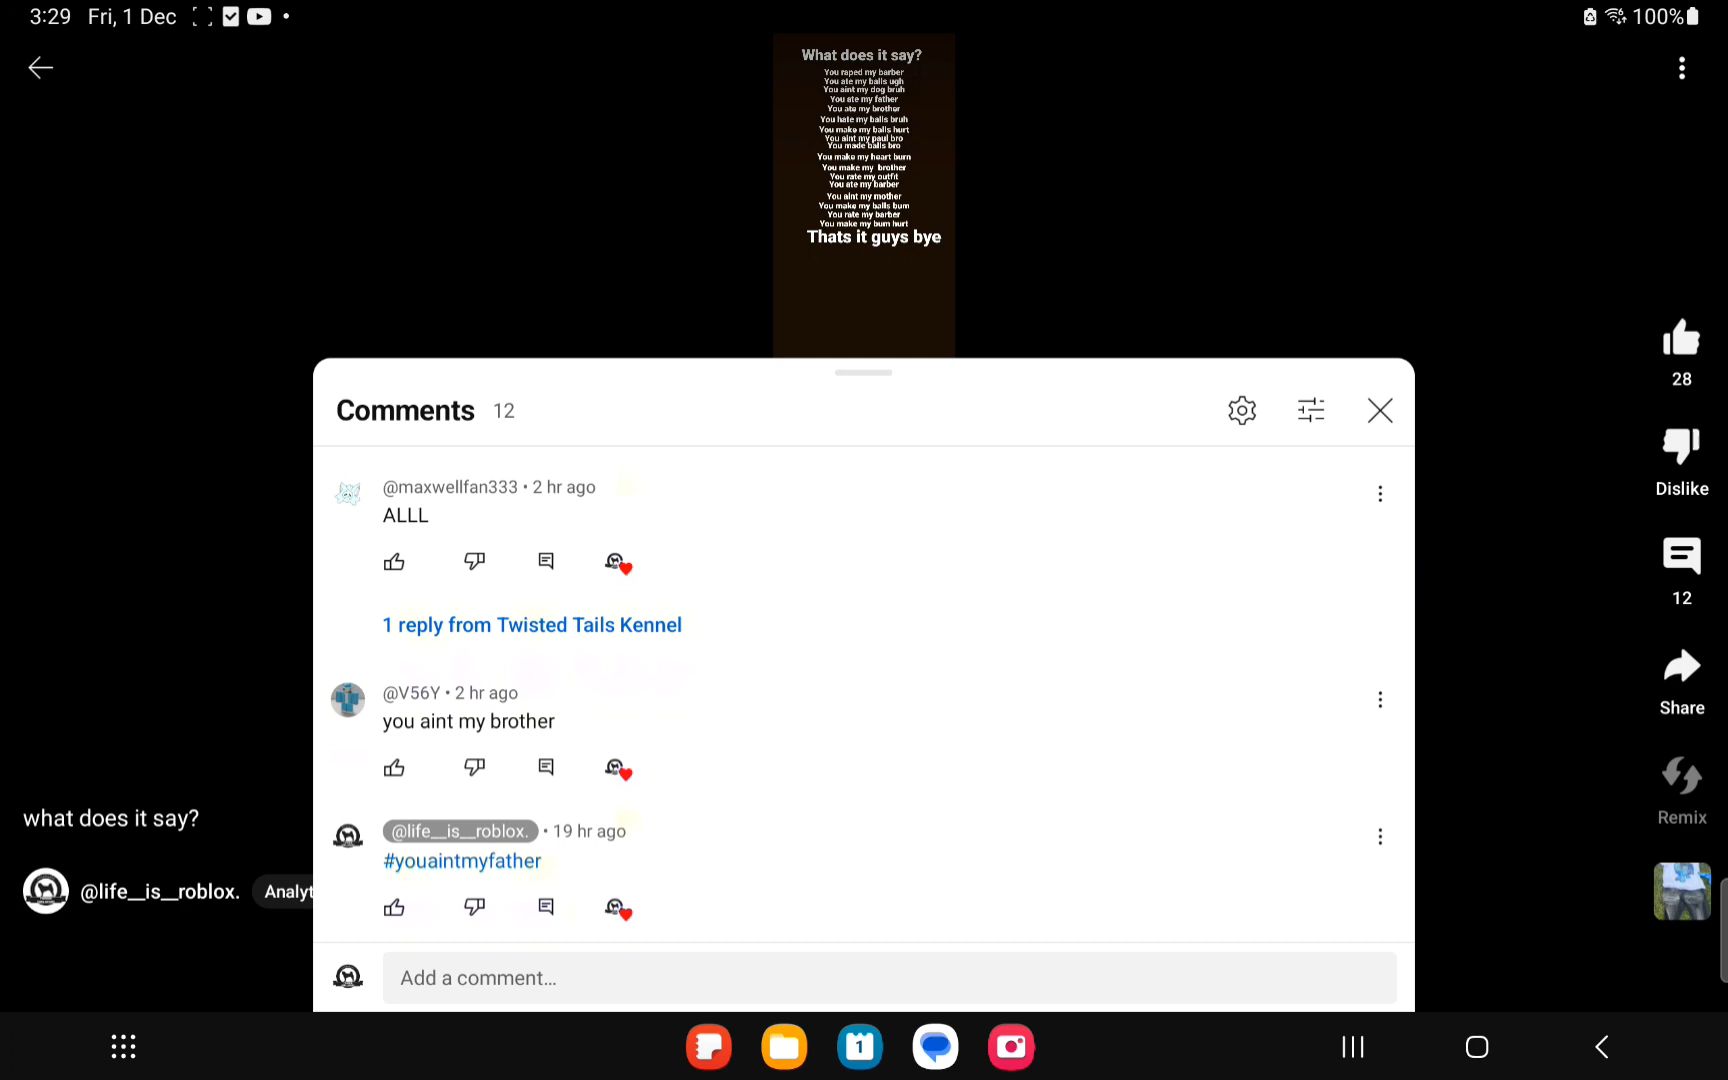 3:29 Fri, 1 Dec
100%
What does it say?
You raped my barber
You ate my balls ugh
You aint my dog bruh
You ate my father
You ate my brother
You hate my balls bruh
You make my balls hurt
You aint my paul bro
You made balls bro
You make my heart burn
You make my brother
You rate my outfit
You ate my barber
You aint my mother
You make my balls bum
You rate my barber
You make my bum hurt
Thats it guys bye
Comments 12
@maxwellfan333 • 2 hr ago
ALLL
1 reply from Twisted Tails Kennel
@V56Y • 2 hr ago
you aint my brother
@life__is__roblox. • 19 hr ago
#youaintmyfather
Add a comment...
what does it say?
@life__is__roblox. Analyt
28
Dislike
12
Share
Remix
1